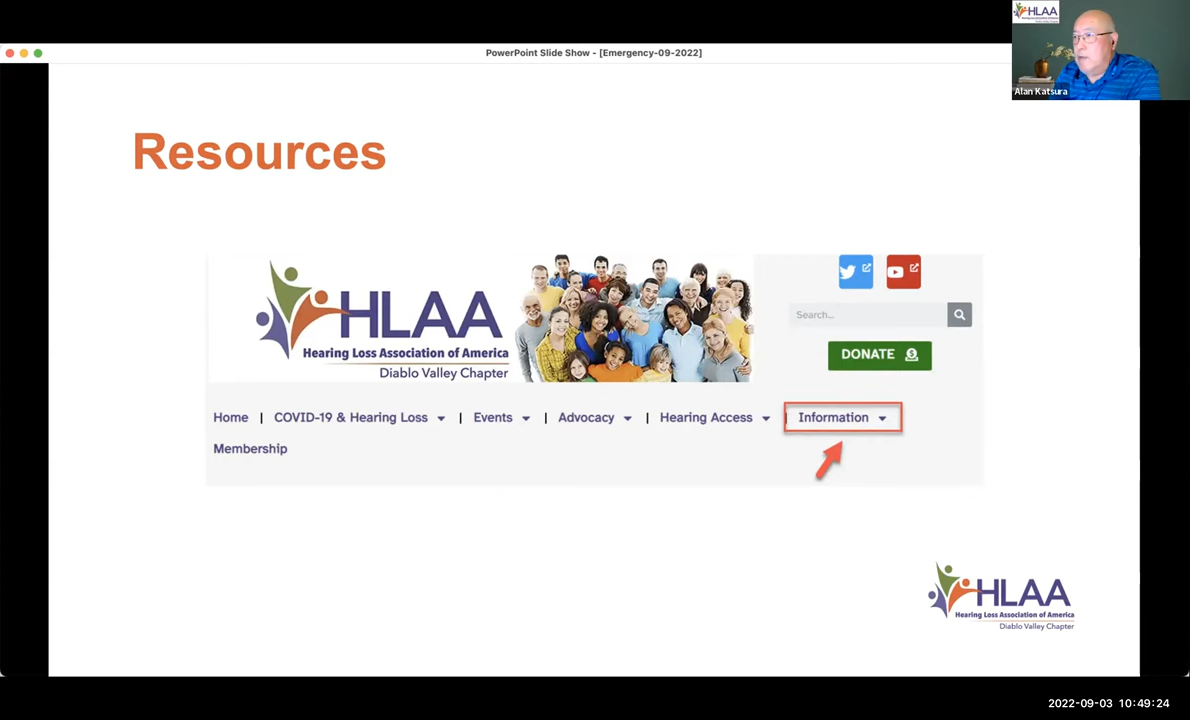 HLAA
Alan Katsura
PowerPoint Slide Show - [Emergency-09-2022]
Resources
HLAA
Hearing Loss Association of America
Diablo Valley Chapter
Search...
DONATE
Home | COVID-19 & Hearing Loss | Events | Advocacy | Hearing Access | Information
Membership
HLAA
Hearing Loss Association of America
Diablo Valley Chapter
2022-09-03 10:49:24